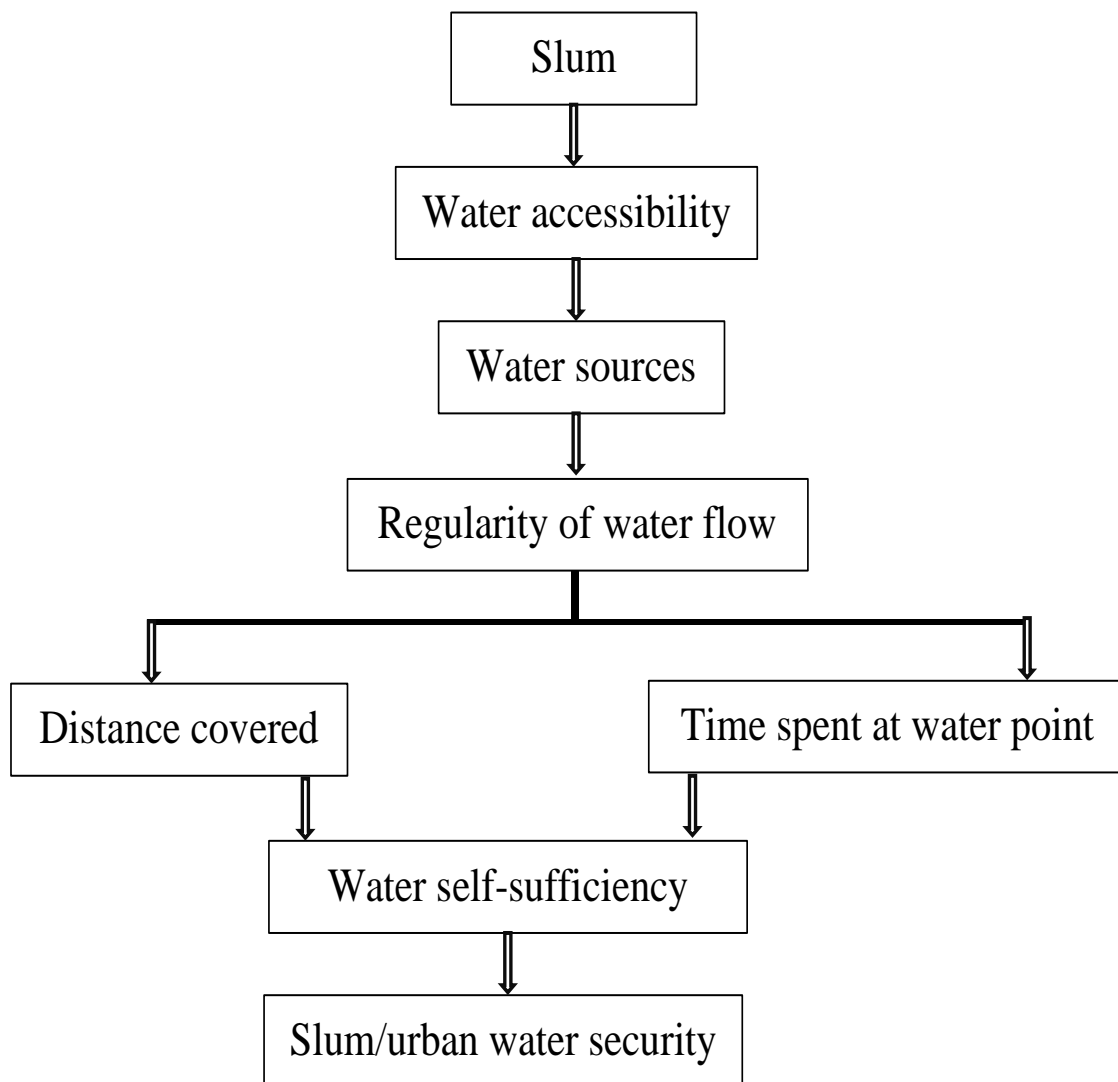 Slum
Water accessibility
Water sources
Regularity of water flow
Distance covered
Time spent at water point
Water self-sufficiency
Slum/urban water security